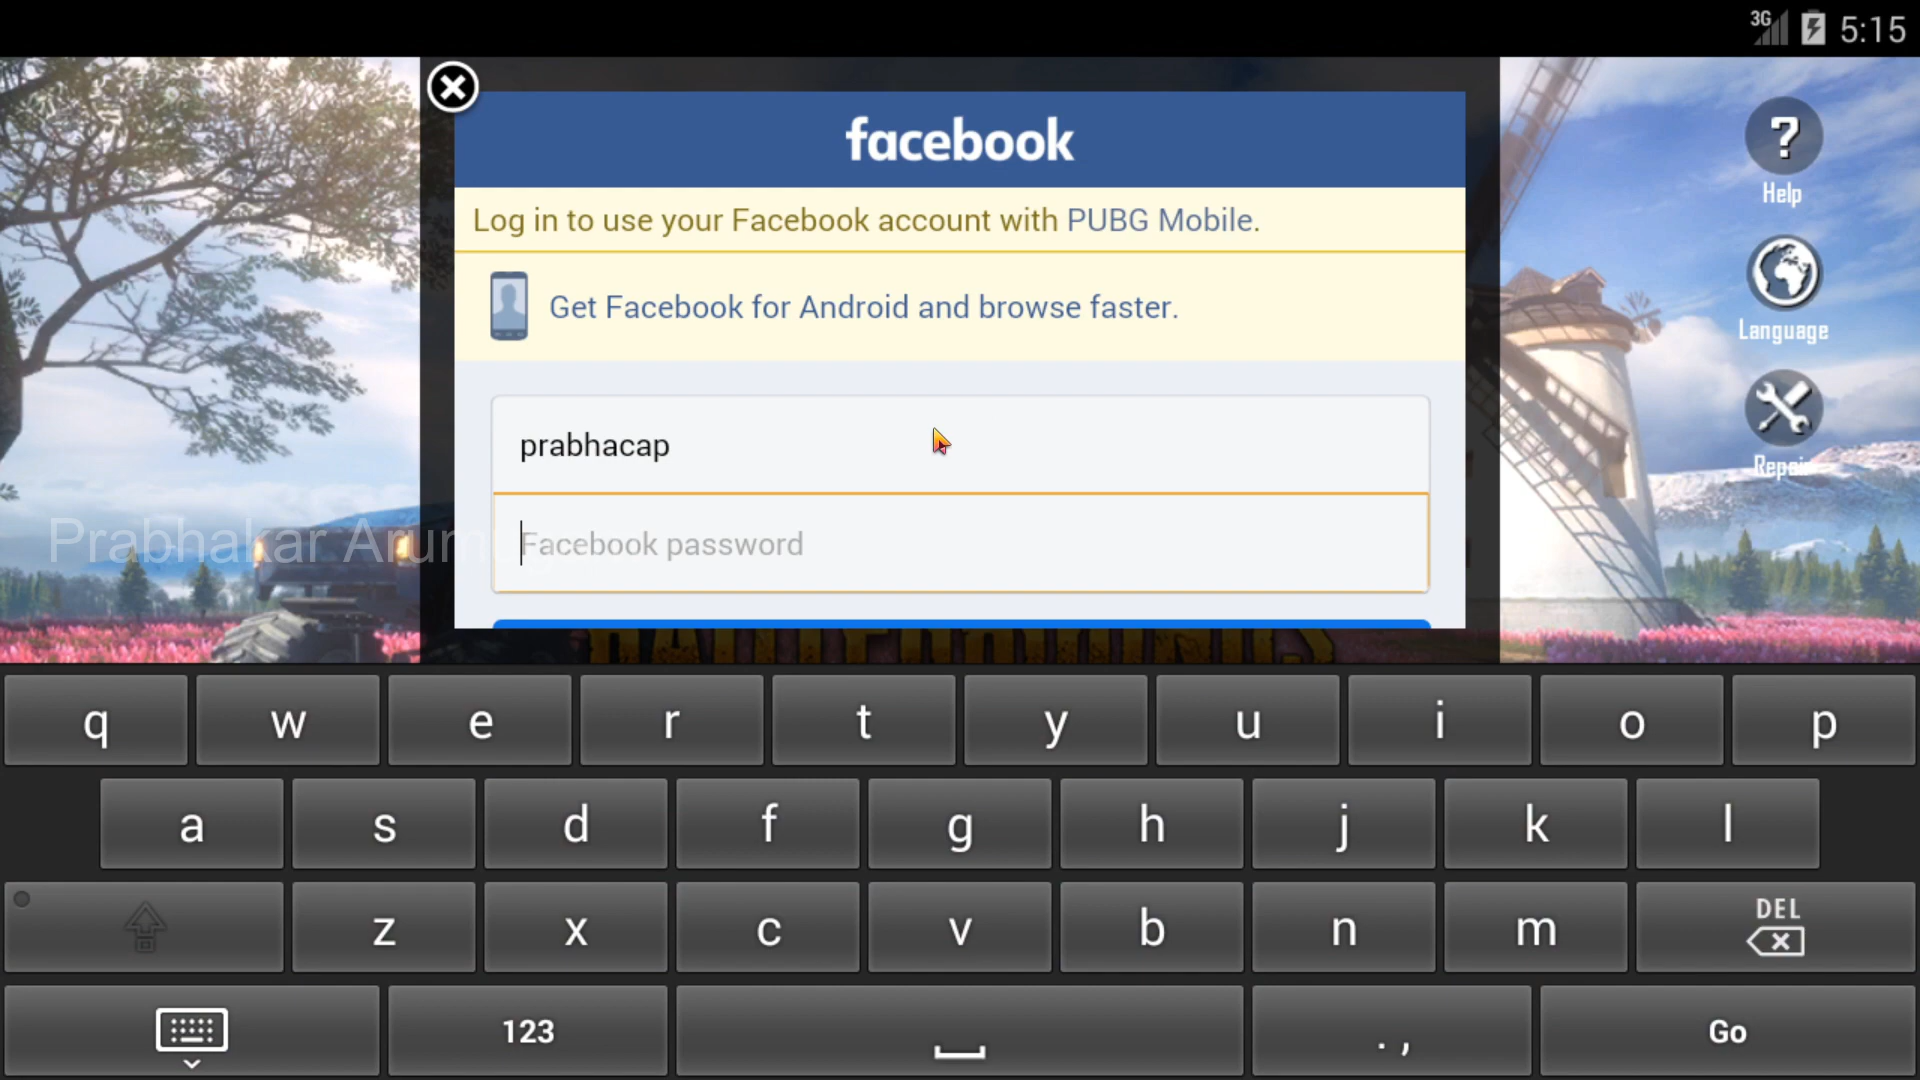 3G 5:15
facebook
Log in to use your Facebook account with PUBG Mobile.
Get Facebook for Android and browse faster.
prabhacap
Facebook password
Prabhakar
Help
Language
Repair
q w e r t y u i o p
a s d f g h j k l
z x c v b n m DEL
123 . , Go